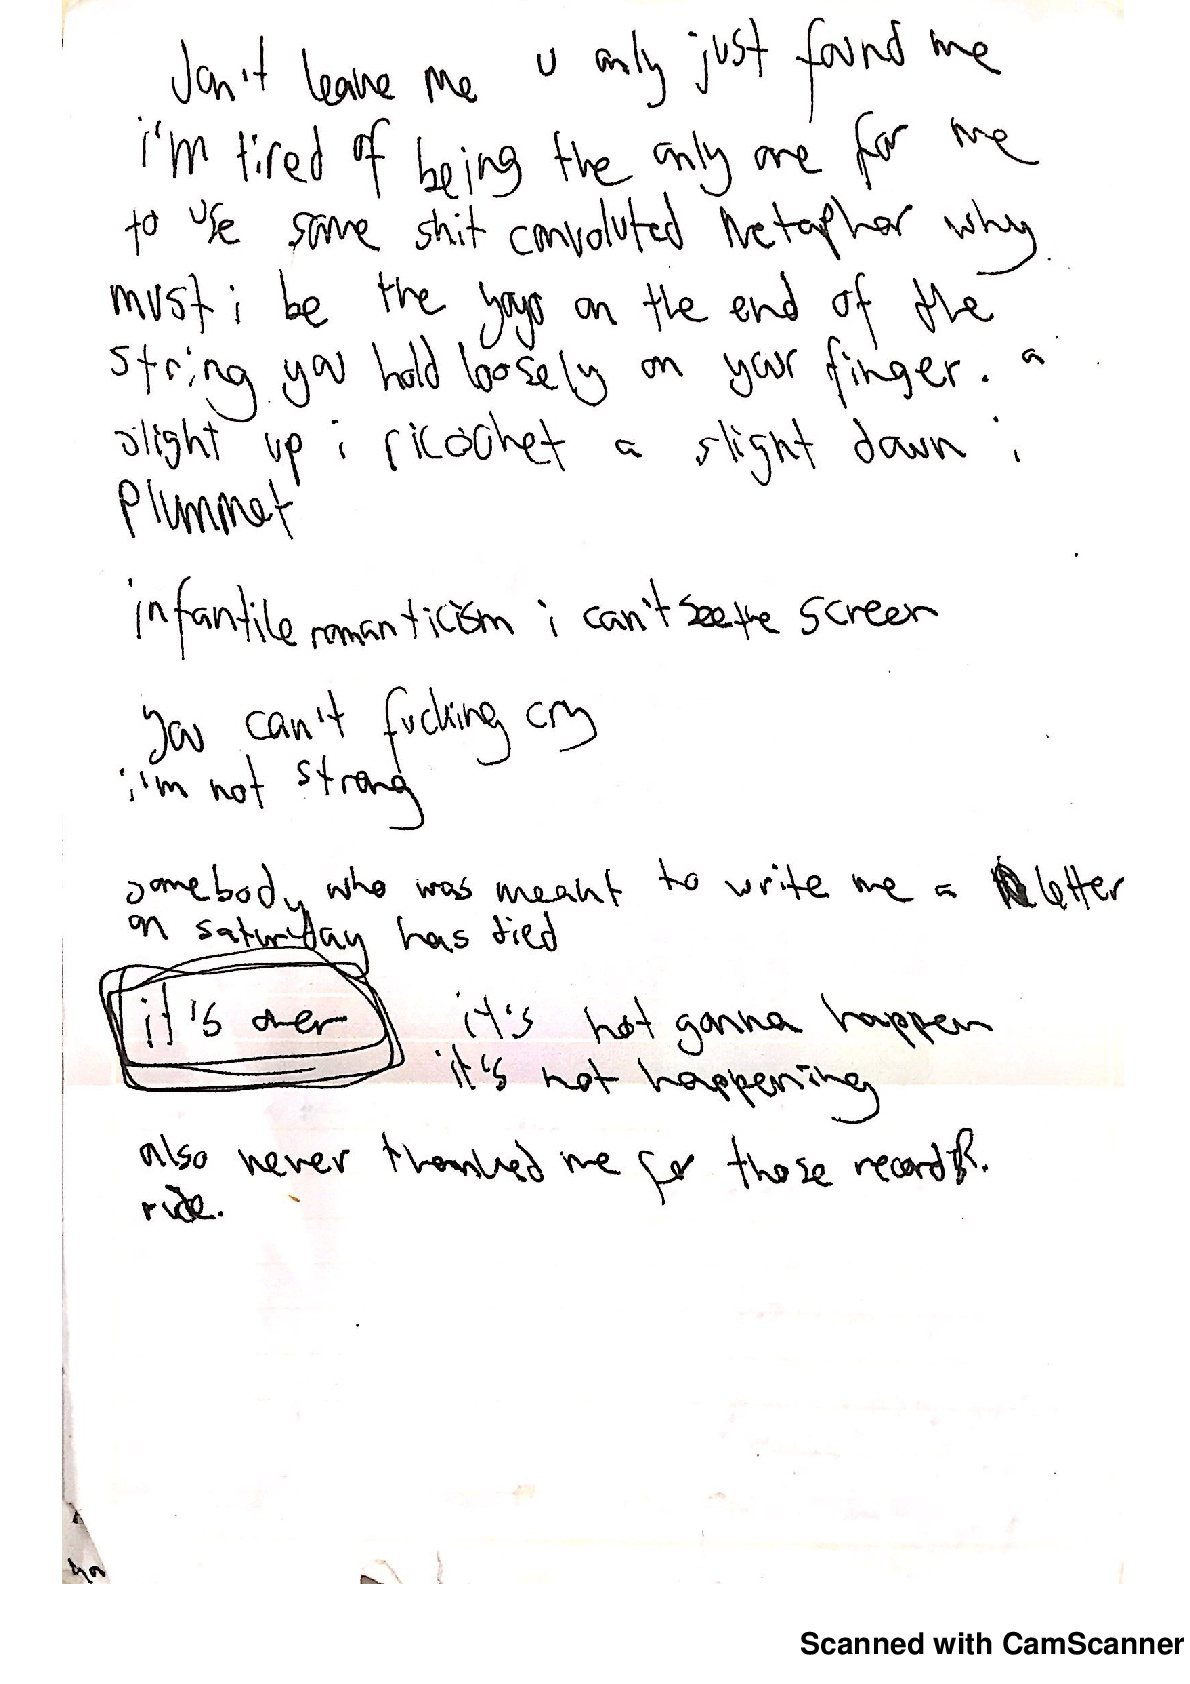 don't leave me u only just found me
i'm tired of being the only one for me
to use some shit convoluted metaphor why
must i be the yoyo on the end of the
string you hold loosely on your finger. a
slight up i ricochet a slight down i
plummet
infantile romanticism i can't see the screen
you can't fucking cry
i'm not strong
somebody who was meant to write me a letter
on saturday has died
it's over it's not gonna happen
it's not happening
also never thanked me for those records.
rude.
Scanned with CamScanner